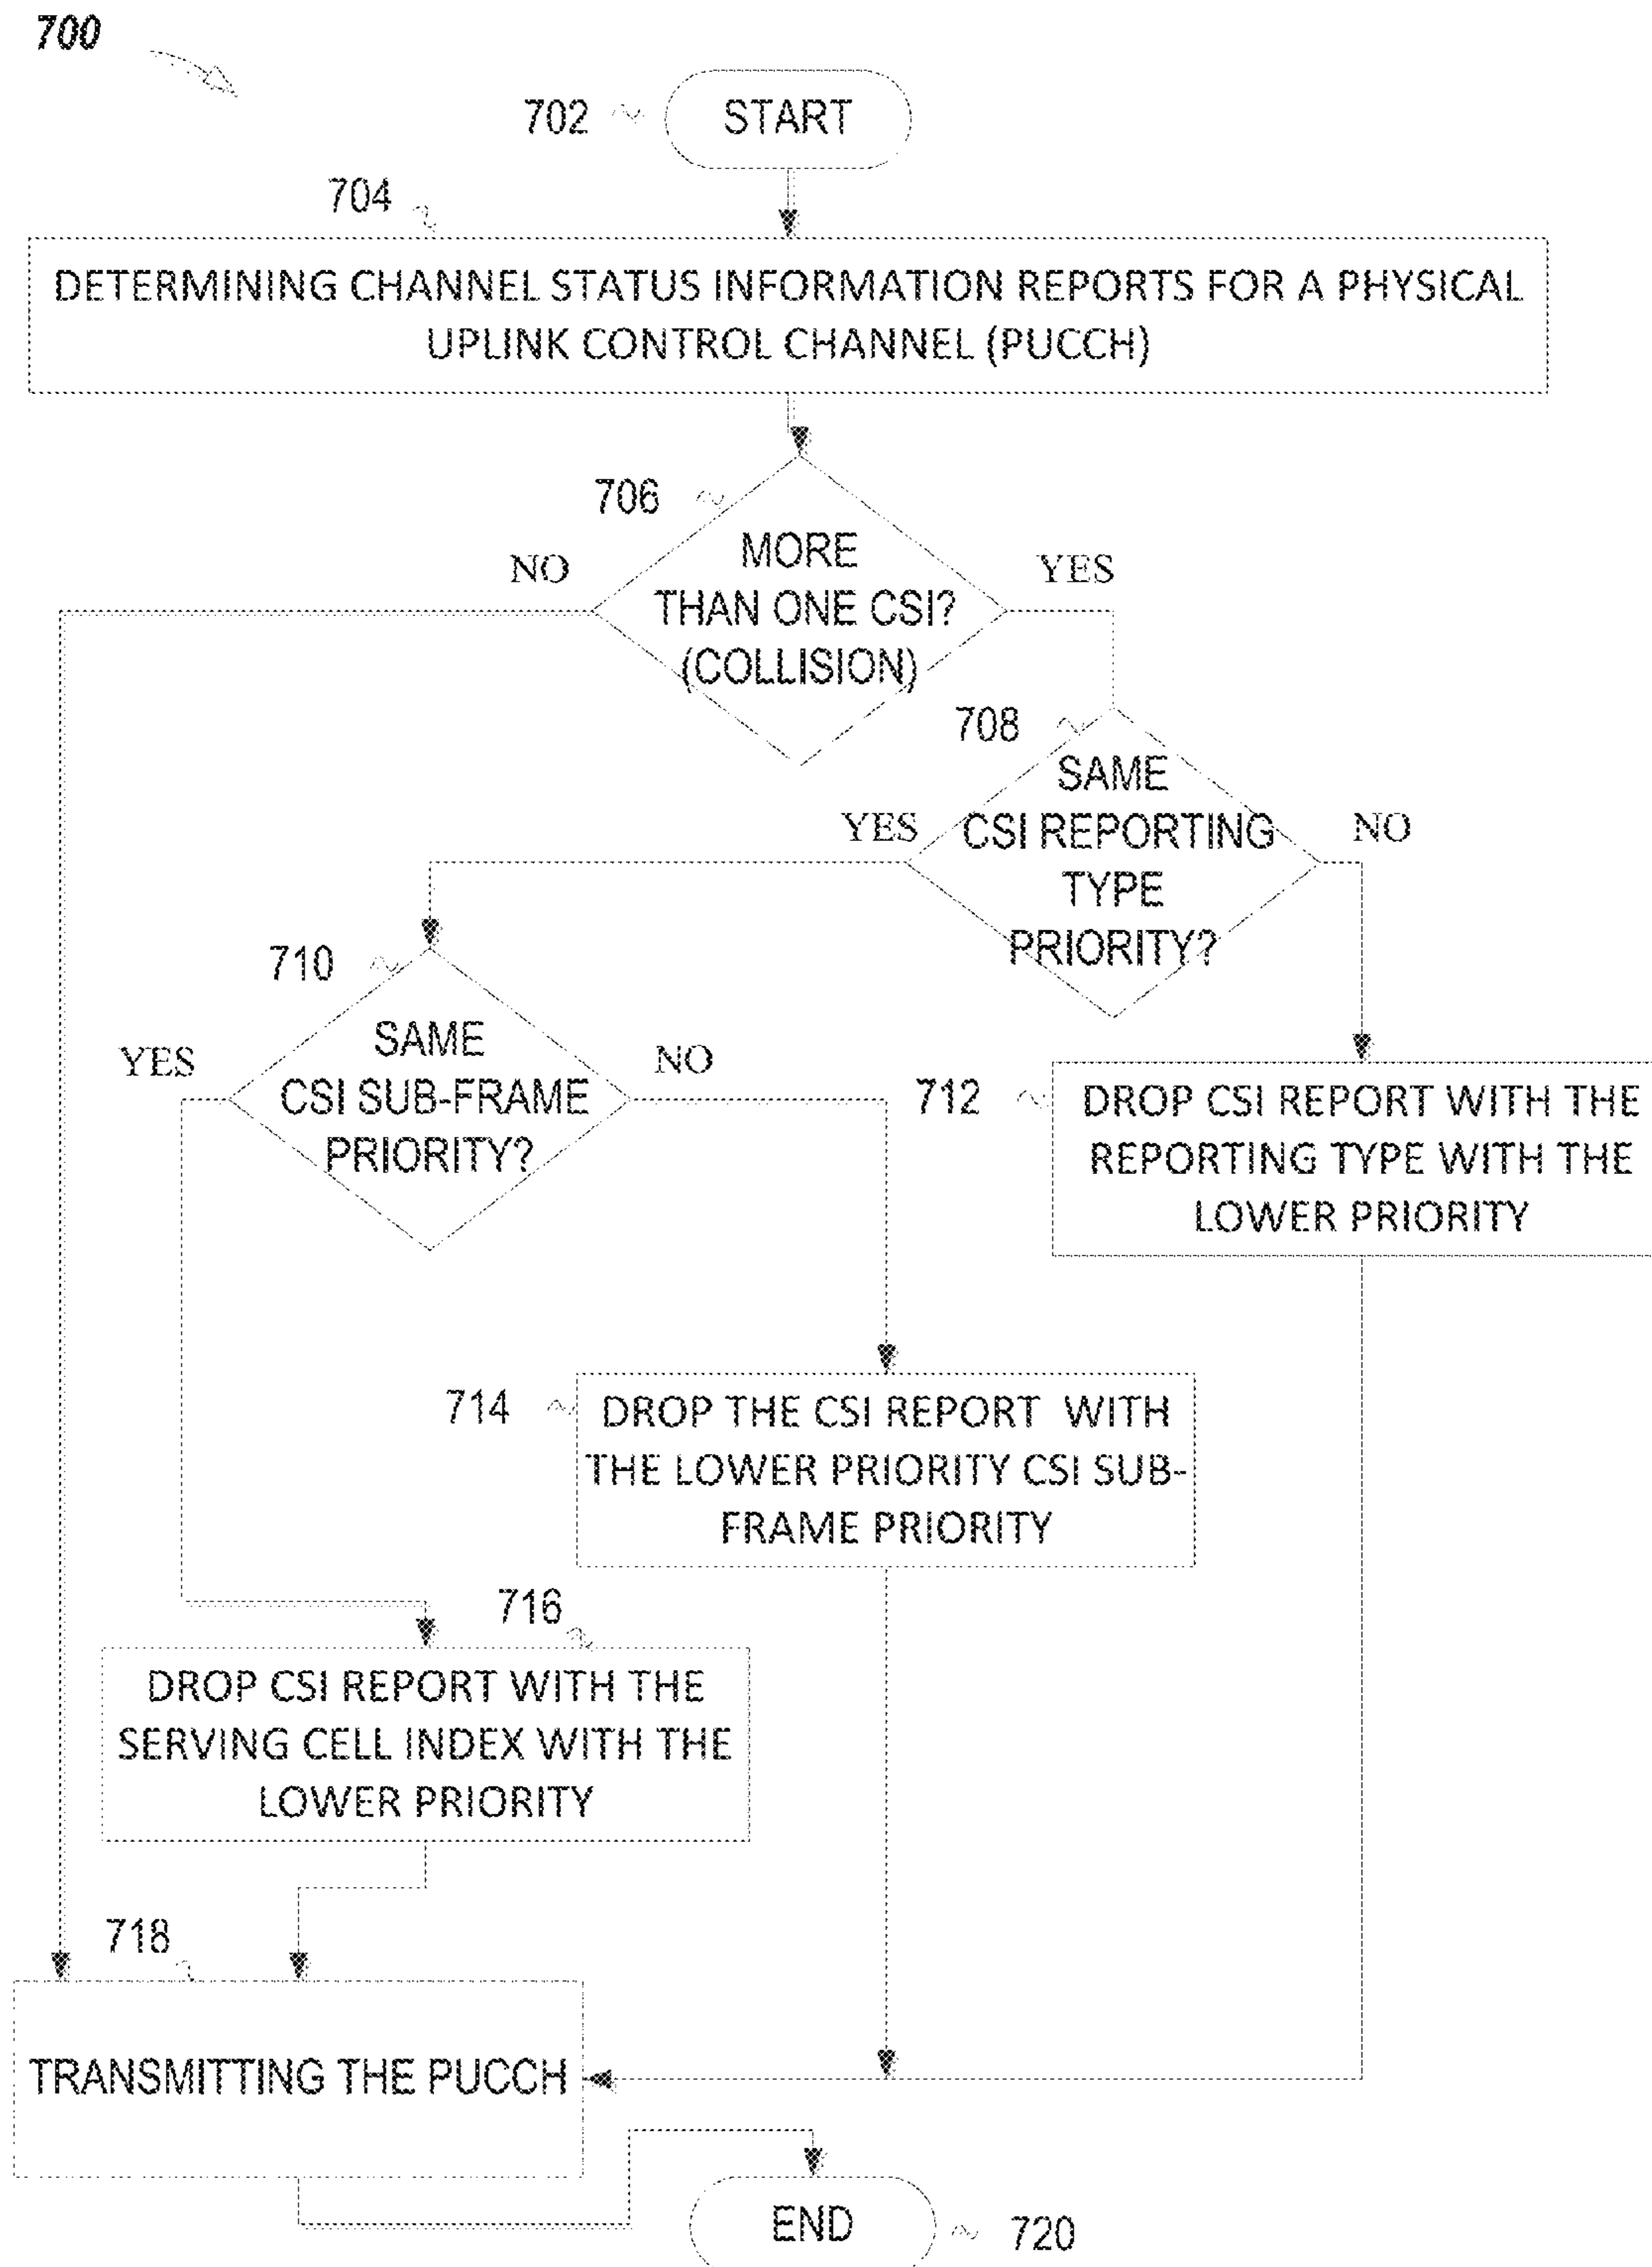 700
702
START
704
DETERMINING CHANNEL STATUS INFORMATION REPORTS FOR A PHYSICAL
UPLINK CONTROL CHANNEL (PUCCH)
706
MORE
THAN ONE CSI?
(COLLISION)
NO
YES
708
SAME
CSI REPORTING
TYPE
PRIORITY?
YES
NO
710
SAME
CSI SUB-FRAME
PRIORITY?
YES
NO
712
DROP CSI REPORT WITH THE
REPORTING TYPE WITH THE
LOWER PRIORITY
714
DROP THE CSI REPORT WITH
THE LOWER PRIORITY CSI SUB-
FRAME PRIORITY
716
DROP CSI REPORT WITH THE
SERVING CELL INDEX WITH THE
LOWER PRIORITY
718
TRANSMITTING THE PUCCH
END
720